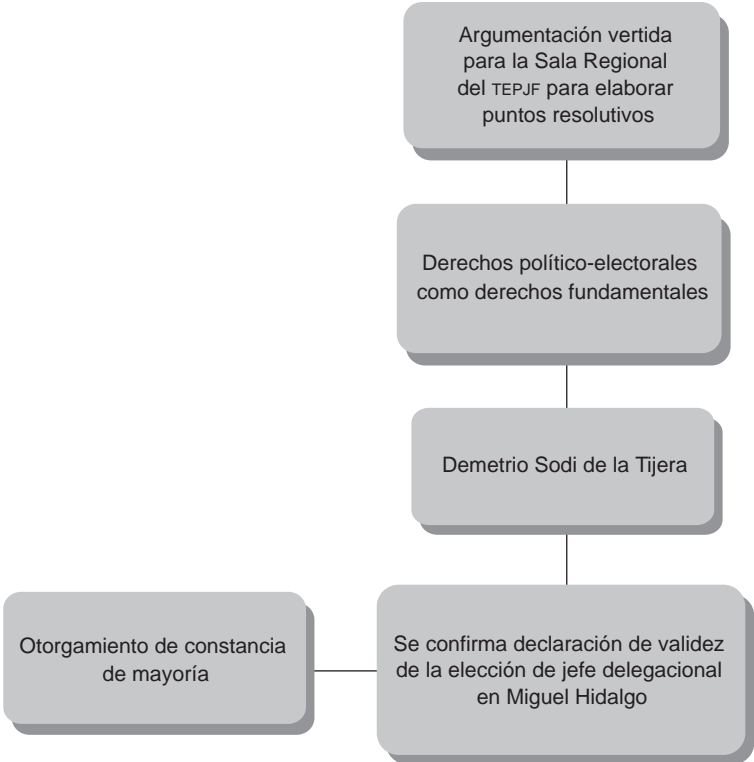 Argumentación vertida
para la Sala Regional
del TEPJF para elaborar
puntos resolutivos
Derechos político-electorales
como derechos fundamentales
Demetrio Sodi de la Tijera
Otorgamiento de constancia
de mayoría
Se confirma declaración de validez
de la elección de jefe delegacional
en Miguel Hidalgo